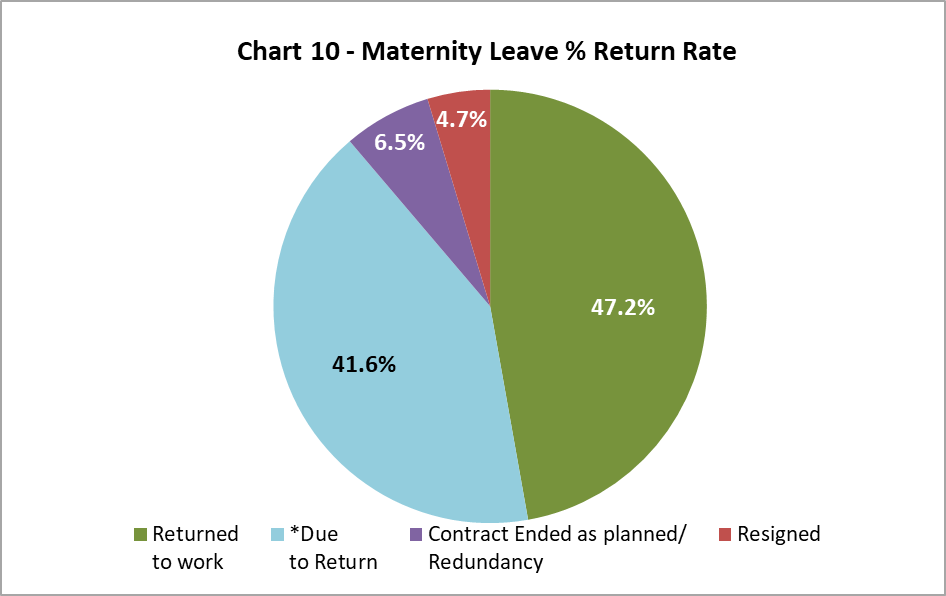 Chart 10 - Maternity Leave % Return Rate
4.7%
6.5%
47.2%
41.6%
Returned
to work
*Due
to Return
Contract Ended as planned/
Redundancy
Resigned